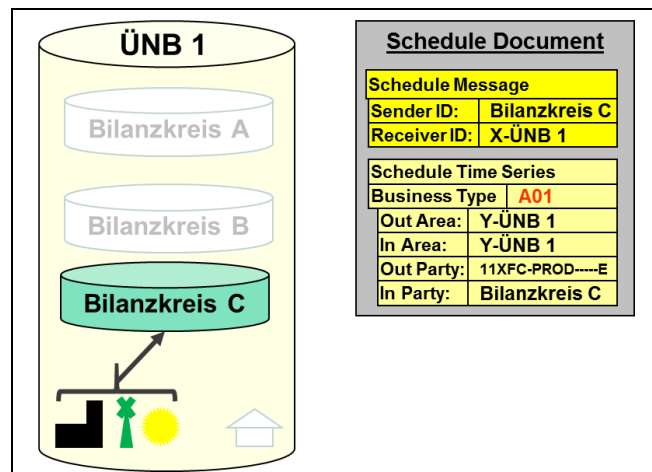 ÜNB 1
Bilanzkreis A
Bilanzkreis B
Bilanzkreis C
Schedule Document
Schedule Message
Sender ID: Bilanzkreis C
Receiver ID: X-ÜNB 1
Schedule Time Series
Business Type A01
Out Area: Y-ÜNB 1
In Area: Y-ÜNB 1
Out Party: 11XFC-PROD-----E
In Party: Bilanzkreis C